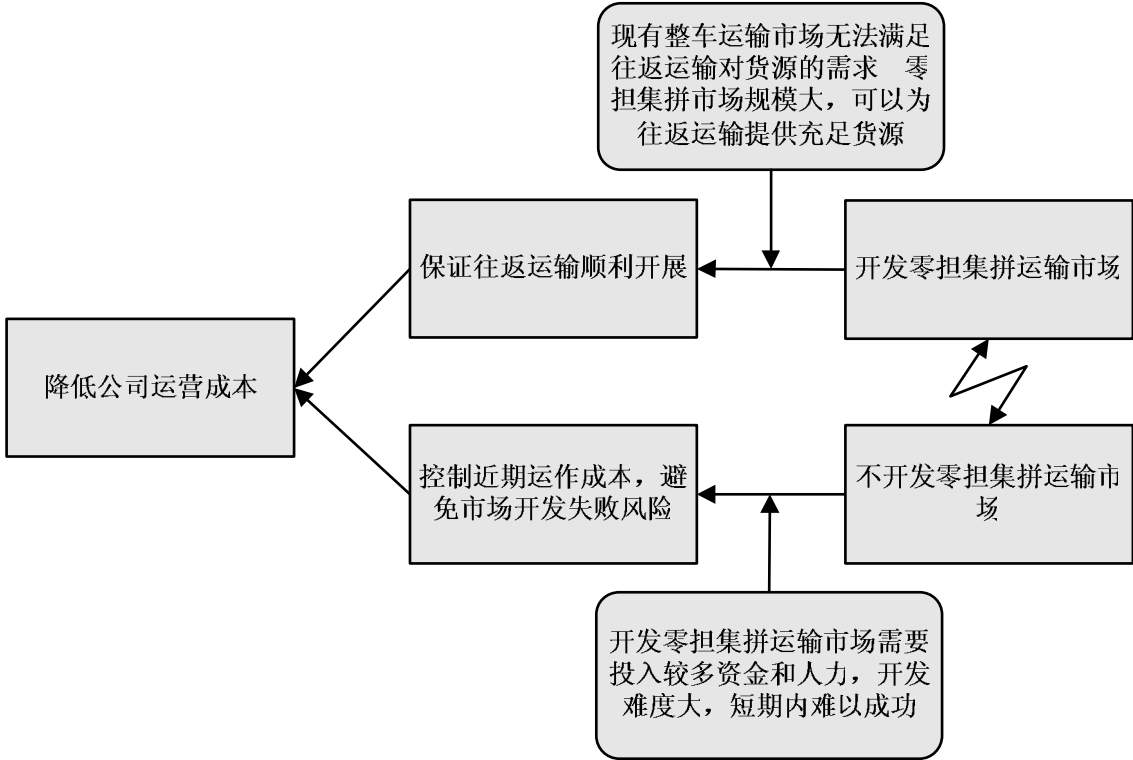 现有整车运输市场无法满足
往返运输对货源的需求 零
担集拼市场规模大，可以为
往返运输提供充足货源
保证往返运输顺利开展
开发零担集拼运输市场
降低公司运营成本
控制近期运作成本，避
免市场开发失败风险
不开发零担集拼运输市
场
开发零担集拼运输市场需要
投入较多资金和人力，开发
难度大，短期内难以成功